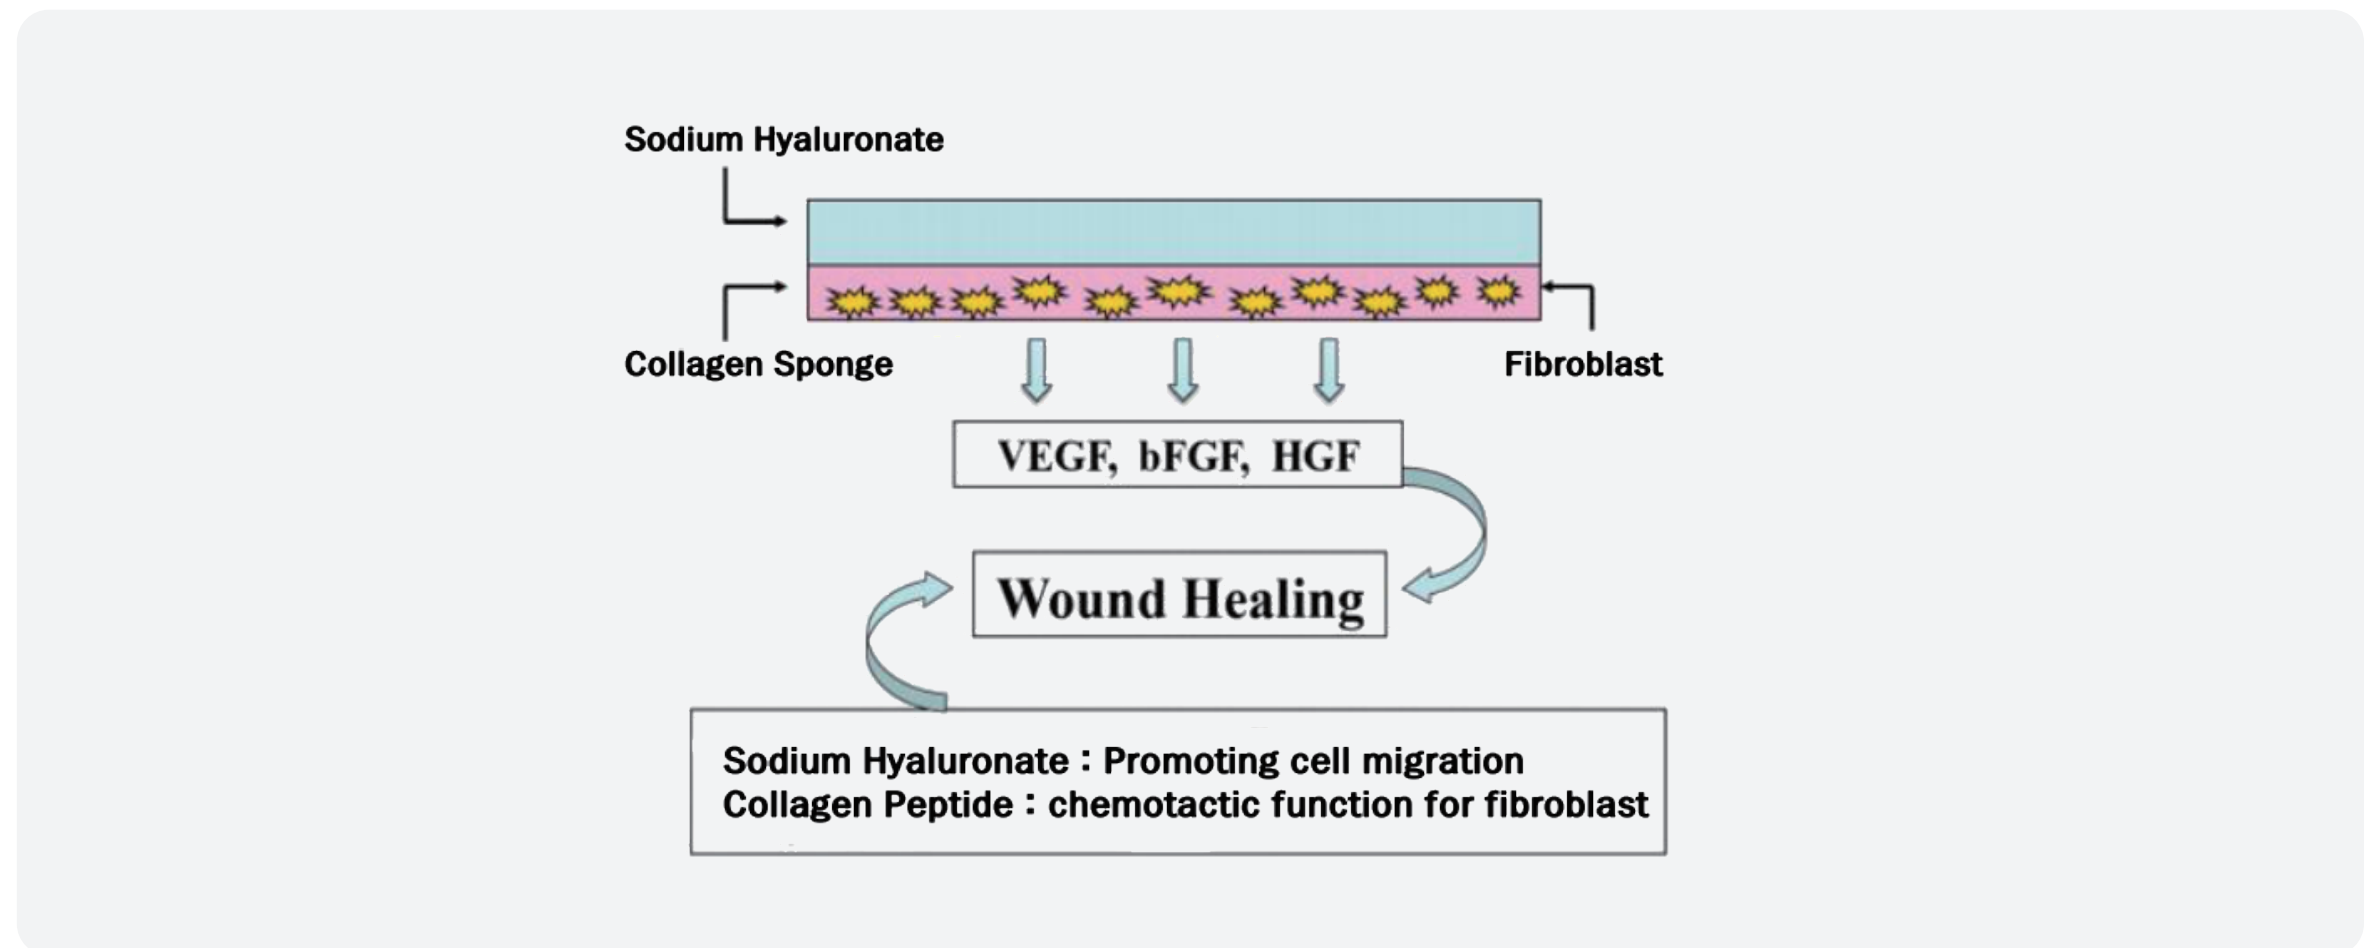 Sodium Hyaluronate
Collagen Sponge
Fibroblast
VEGF, bFGF, HGF
Wound Healing
Sodium Hyaluronate : Promoting cell migration
Collagen Peptide : chemotactic function for fibroblast